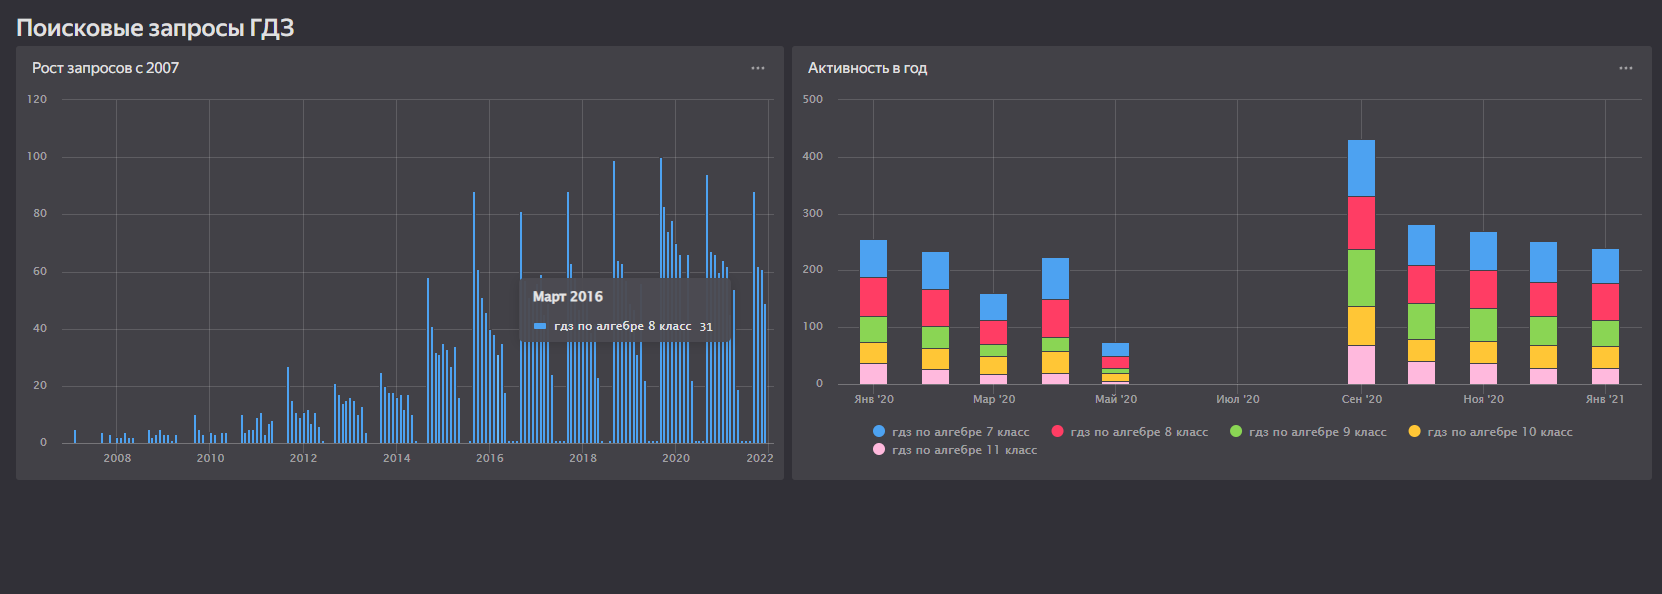 Поисковые запросы ГДЗ
Рост запросов с 2007
120
100
80
60
40
20
0
2008 2010 2012 2014 2016 2018 2020 2022
Март 2016
гдз по алгебре 8 класс 31
Активность в год
500
400
300
200
100
0
Янв '20 Мар '20 Май '20 Июл '20 Сен '20 Ноя '20 Янв '21
гдз по алгебре 7 класс гдз по алгебре 8 класс гдз по алгебре 9 класс гдз по алгебре 10 класс
гдз по алгебре 11 класс